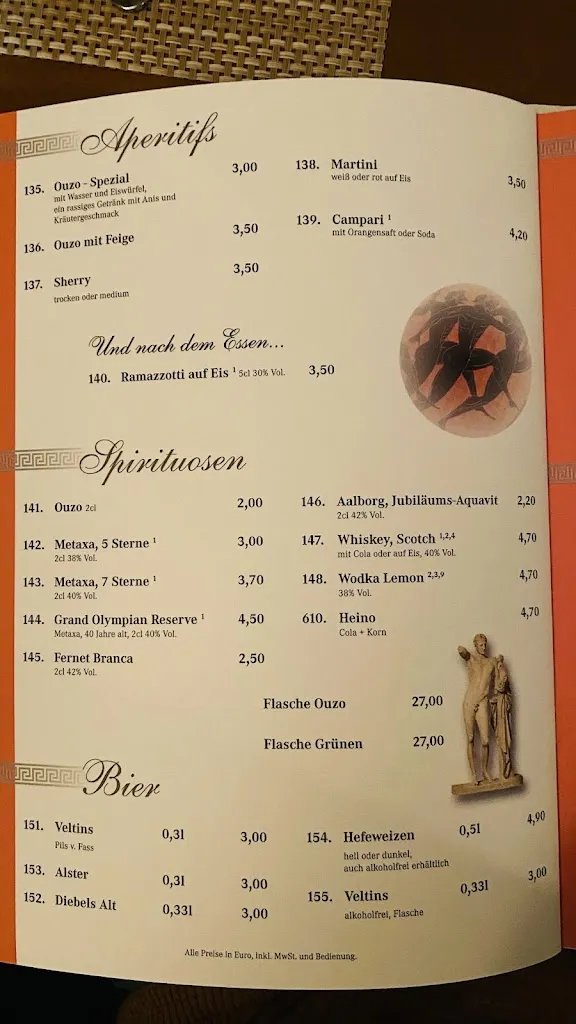 Aperitifs
135. Ouzo - Spezial 3,00
mit Wasser und Eiswürfel,
ein rassiges Getränk mit Anis und
Kräutergeschmack
136. Ouzo mit Feige 3,50
137. Sherry 3,50
trocken oder medium
138. Martini
weiß oder rot auf Eis 3,50
139. Campari ¹
mit Orangensaft oder Soda 4,20
Und nach dem Essen...
140. Ramazzotti auf Eis ¹ 5cl 30% Vol. 3,50
Spirituosen
141. Ouzo 2cl 2,00
142. Metaxa, 5 Sterne ¹ 3,00
2cl 38% Vol.
143. Metaxa, 7 Sterne ¹ 3,70
2cl 40% Vol.
144. Grand Olympian Reserve ¹ 4,50
Metaxa, 40 Jahre alt, 2cl 40% Vol.
145. Fernet Branca 2,50
2cl 42% Vol.
146. Aalborg, Jubiläums-Aquavit 2,20
2cl 42% Vol.
147. Whiskey, Scotch ¹,²,⁴ 4,70
mit Cola oder auf Eis, 40% Vol.
148. Wodka Lemon ²,³,⁹ 4,70
38% Vol.
610. Heino 4,70
Cola + Korn
Flasche Ouzo 27,00
Flasche Grünen 27,00
Bier
151. Veltins 0,3l 3,00
Pils v. Fass
153. Alster 0,3l 3,00
152. Diebels Alt 0,33l 3,00
154. Hefeweizen 0,5l 4,90
hell oder dunkel,
auch alkoholfrei erhältlich
155. Veltins 0,33l 3,00
alkoholfrei, Flasche
Alle Preise in Euro, inkl. MwSt. und Bedienung.